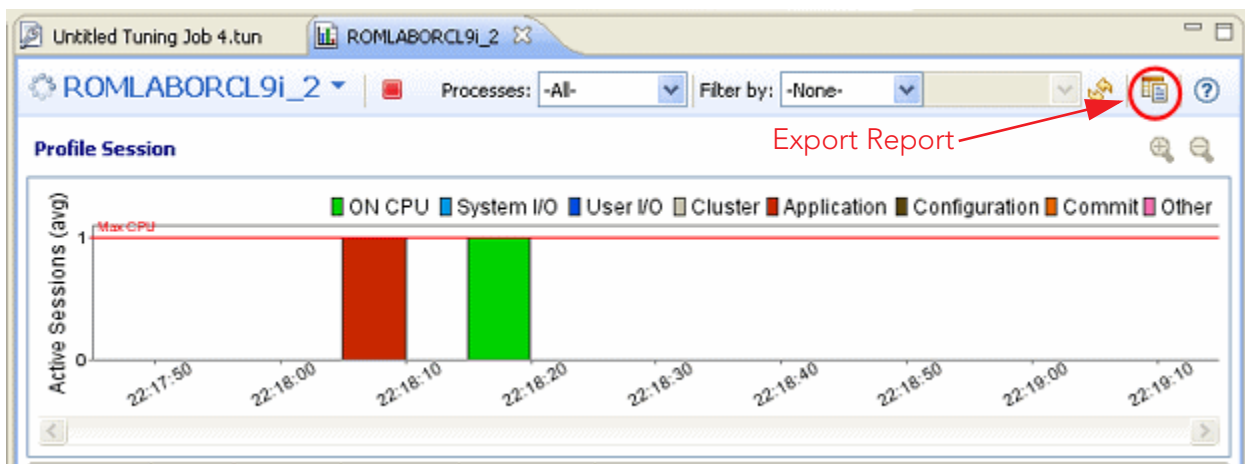 Untitled Tuning Job 4.tun
ROMLABORCL9i_2
ROMLABORCL9i_2
Processes: -All-
Filter by: -None-
Export Report
Profile Session
ON CPU System I/O User I/O Cluster Application Configuration Commit Other
Max CPU
Active Sessions (avg)
1
0
22:17:50 22:18:00 22:18:10 22:18:20 22:18:30 22:18:40 22:18:50 22:19:00 22:19:10